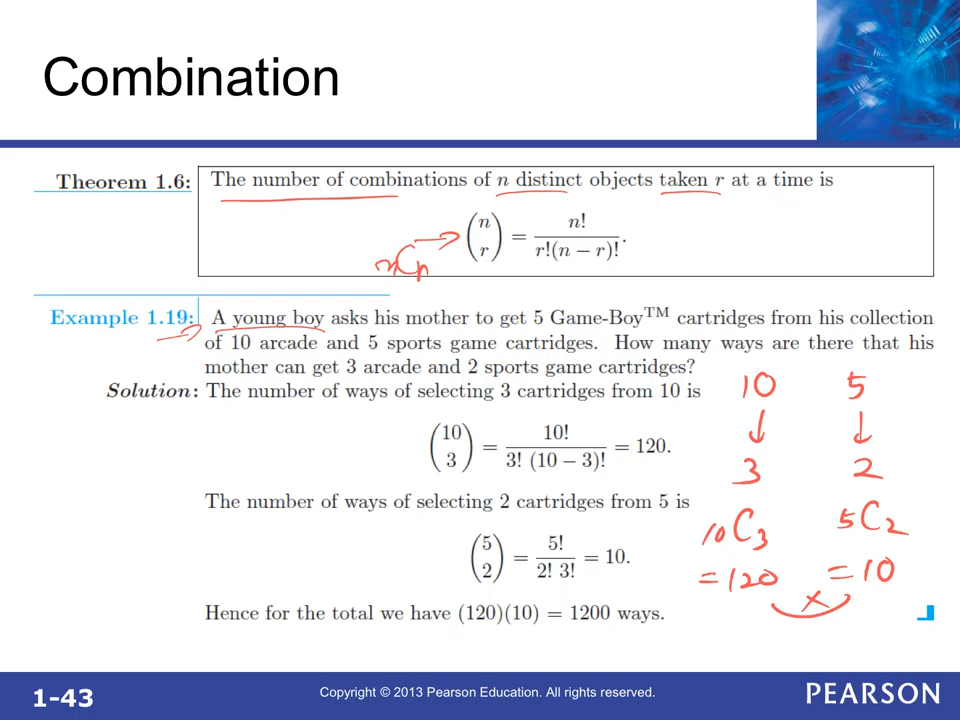 Combination
Theorem 1.6: The number of combinations of n distinct objects taken r at a time is
(n r) = n! / r!(n − r)!.
nCr
Example 1.19: A young boy asks his mother to get 5 Game-Boy™ cartridges from his collection
of 10 arcade and 5 sports game cartridges. How many ways are there that his
mother can get 3 arcade and 2 sports game cartridges?
Solution: The number of ways of selecting 3 cartridges from 10 is
(10 3) = 10! / 3! (10 − 3)! = 120.
The number of ways of selecting 2 cartridges from 5 is
(5 2) = 5! / 2! 3! = 10.
Hence for the total we have (120)(10) = 1200 ways.
10 5
↓ ↓
3 2
10C3 5C2
=120 =10
×
1-43
Copyright © 2013 Pearson Education. All rights reserved.
PEARSON